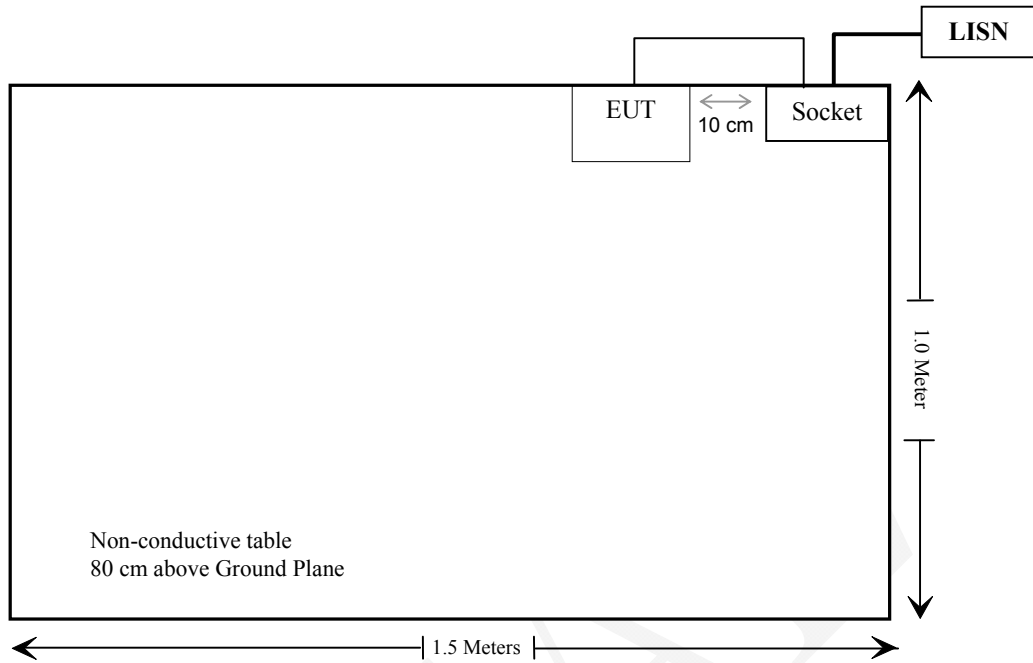 LISN
EUT
10 cm
Socket
1.0 Meter
Non-conductive table
80 cm above Ground Plane
1.5 Meters